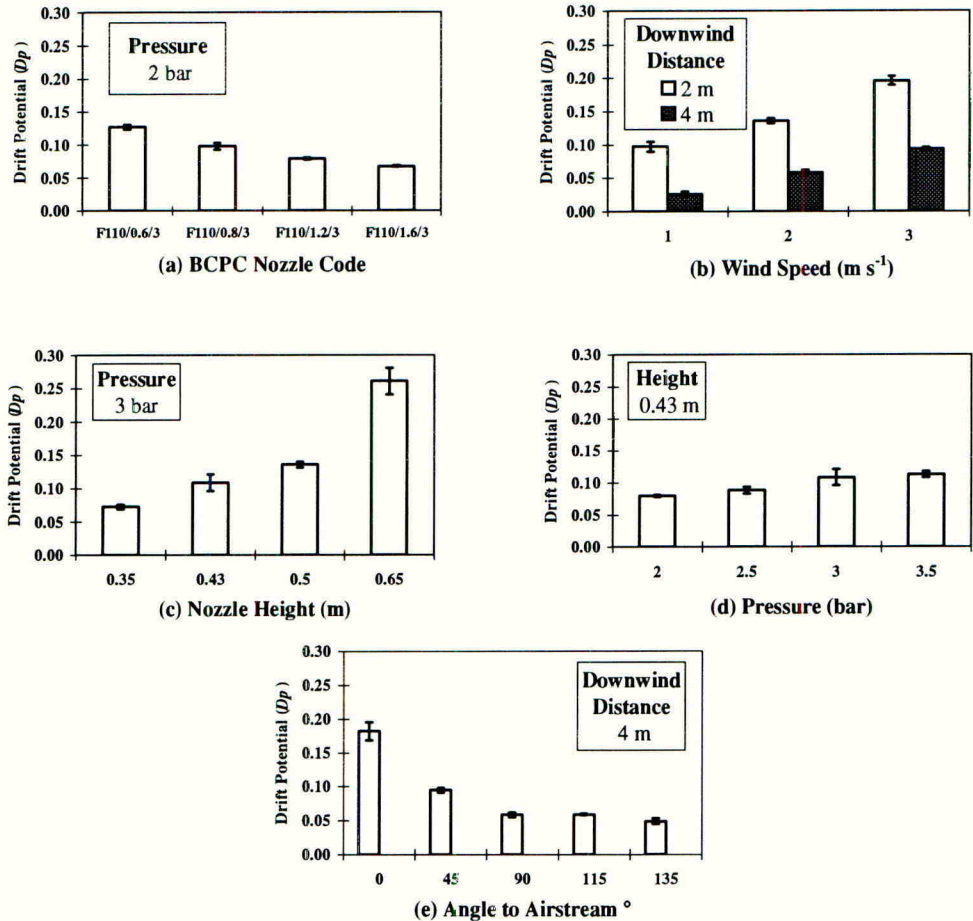 Drift Potential (Dp)
0.30
0.25
0.20
0.15
0.10
0.05
0.00
Pressure
2 bar
F110/0.6/3 F110/0.8/3 F110/1.2/3 F110/1.6/3
(a) BCPC Nozzle Code
Drift Potential (Dp)
0.30
0.25
0.20
0.15
0.10
0.05
0.00
Downwind
Distance
2 m
4 m
1 2 3
(b) Wind Speed (m s⁻¹)
Drift Potential (Dp)
0.30
0.25
0.20
0.15
0.10
0.05
0.00
Pressure
3 bar
0.35 0.43 0.5 0.65
(c) Nozzle Height (m)
Drift Potential (Dp)
0.30
0.25
0.20
0.15
0.10
0.05
0.00
Height
0.43 m
2 2.5 3 3.5
(d) Pressure (bar)
Drift Potential (Dp)
0.30
0.25
0.20
0.15
0.10
0.05
0.00
Downwind
Distance
4 m
0 45 90 115 135
(e) Angle to Airstream °